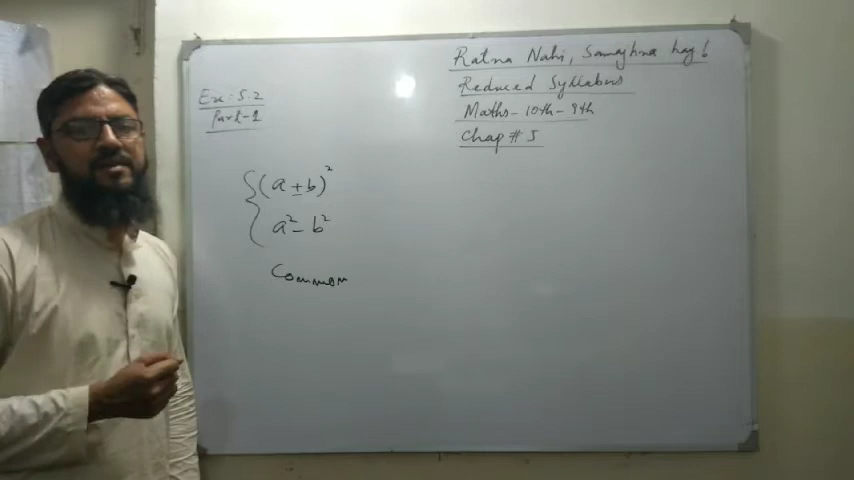 Ratna Nahi, Samajhna hay!
Reduced Syllabus
Maths - 10th - 9th
Chap # 5
Ex: 5.2
Part-1
(a ± b)²
a² - b²
Common